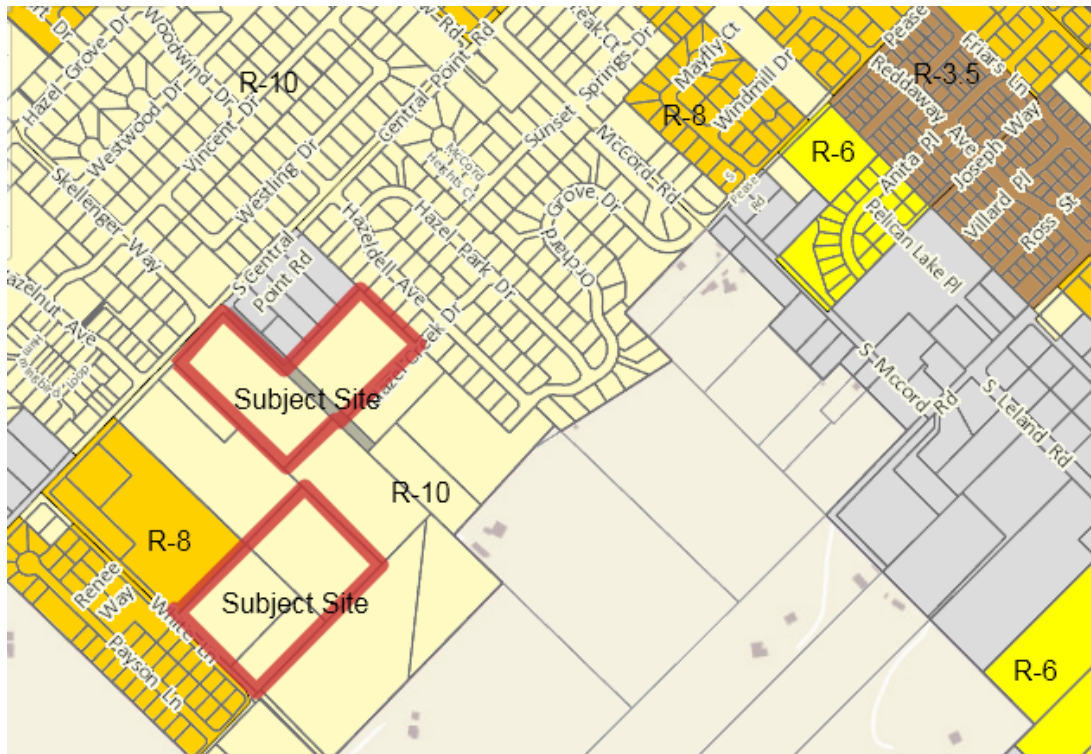 Hazel Grove Dr
Woodwind Dr
Westwood Dr
Vincent Dr
R-10
Skellenger Way
Westling Dr
Central Point Rd
McCord
Heights Ct
Sunset Springs Dr
Mccord Rd
Mayfly Ct
Windmill Dr
R-8
S
Pease
Rd
Pease
R-3.5
Friars Ln
Reddaway Ave
Joseph Way
Anita Pl
R-6
Pelican Lake Pl
Villard Pl
Ross St
Hazel Park Dr
Hazeldell Ave
Orchard Grove Dr
S Central
Point Rd
Hazel Creek Dr
Subject Site
R-10
S Mccord Rd
S Leland Rd
R-8
Subject Site
Renee
Way
White Ln
Payson Ln
R-6